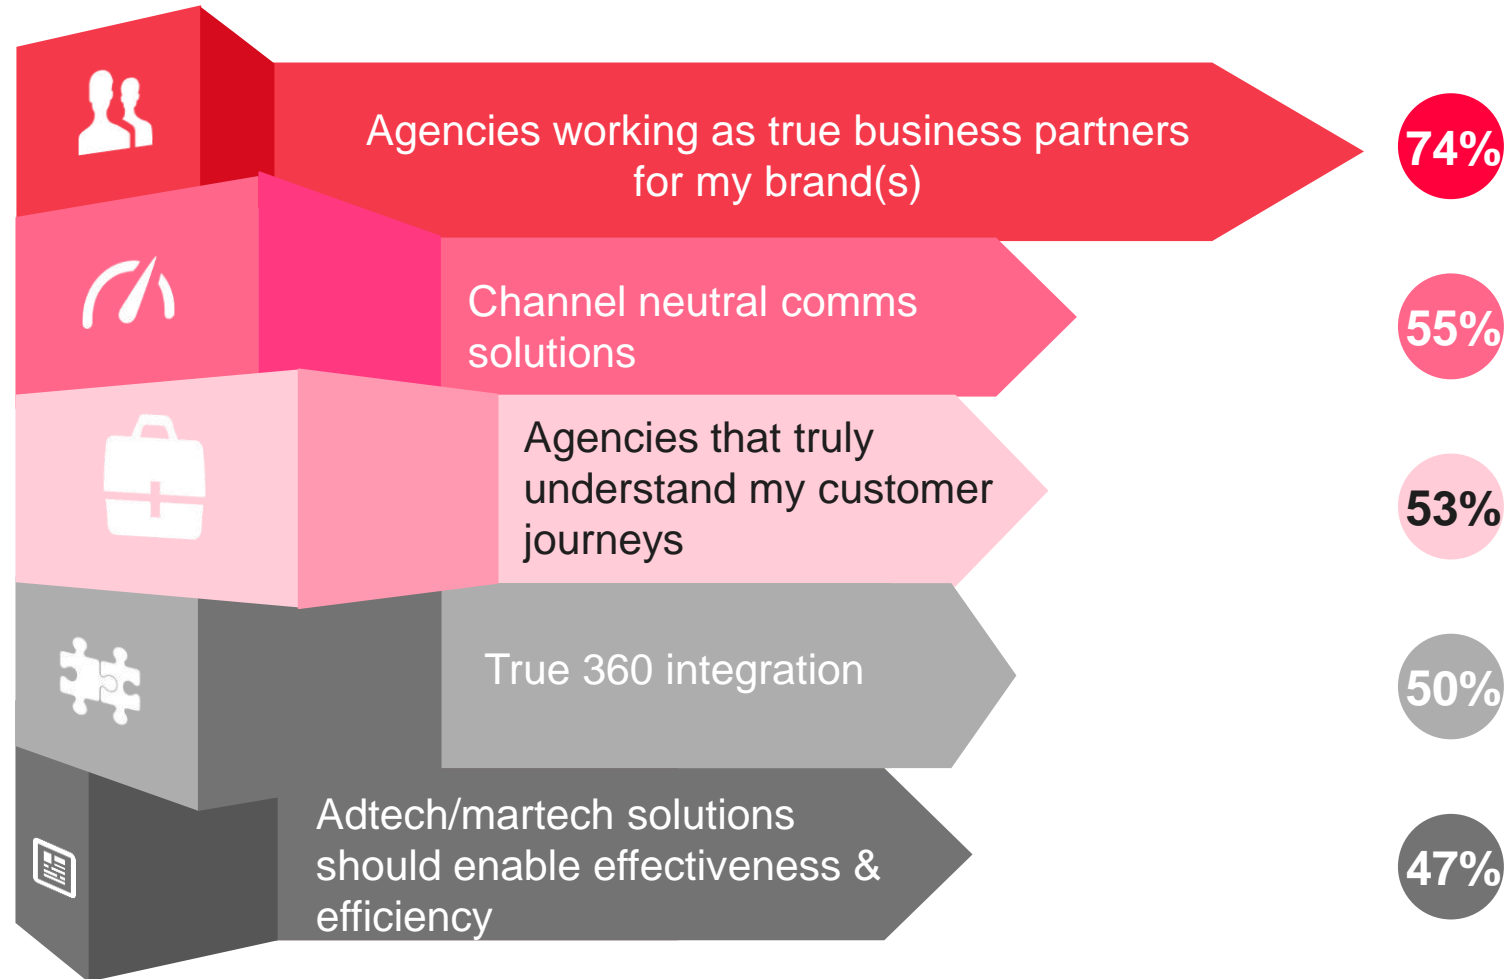 Agencies working as true business partners
for my brand(s)
74%
Channel neutral comms
solutions
55%
Agencies that truly
understand my customer
journeys
53%
True 360 integration
50%
Adtech/martech solutions
should enable effectiveness &
efficiency
47%